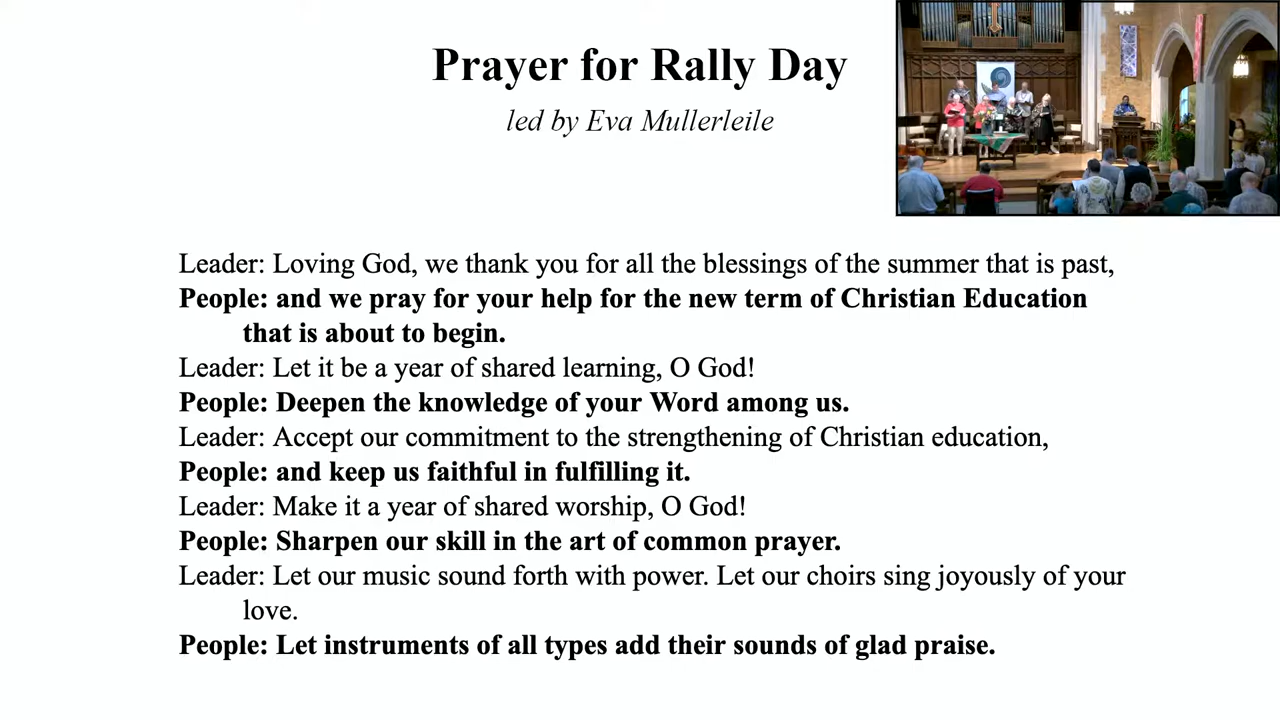 Prayer for Rally Day
led by Eva Mullerleile
Leader: Loving God, we thank you for all the blessings of the summer that is past,
People: and we pray for your help for the new term of Christian Education
that is about to begin.
Leader: Let it be a year of shared learning, O God!
People: Deepen the knowledge of your Word among us.
Leader: Accept our commitment to the strengthening of Christian education,
People: and keep us faithful in fulfilling it.
Leader: Make it a year of shared worship, O God!
People: Sharpen our skill in the art of common prayer.
Leader: Let our music sound forth with power. Let our choirs sing joyously of your
love.
People: Let instruments of all types add their sounds of glad praise.